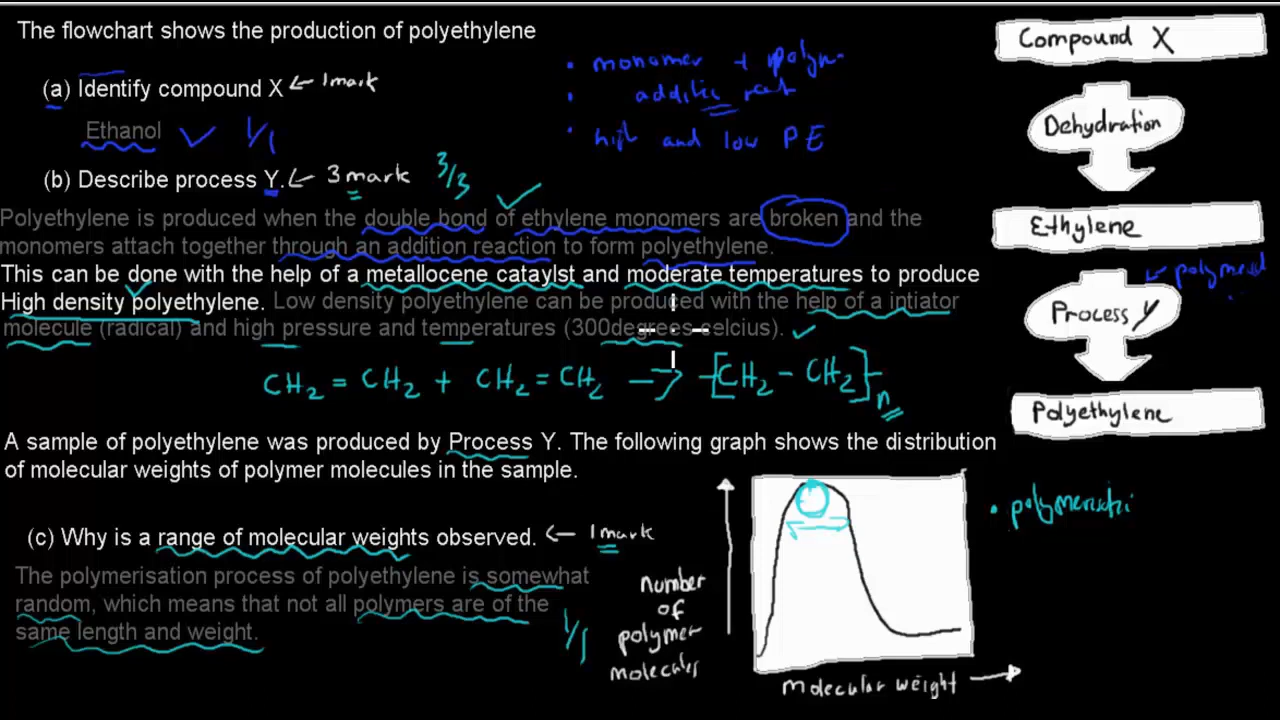 The flowchart shows the production of polyethylene
(a) Identify compound X ← 1 mark
Ethanol ✓ 1/1
• monomer +
•
• high and low PE
(b) Describe process Y. ← 3 mark 3/3
Polyethylene is produced when the double bond of ethylene monomers are broken and the
monomers attach together through an addition reaction to form polyethylene.
This can be done with the help of a metallocene cataylst and moderate temperatures to produce
High density polyethylene. Low density polyethylene can be produced with the help of a intiator
molecule (radical) and high pressure and temperatures (300degrees celcius).
CH₂ = CH₂ + CH₂ = CH₂ → -[CH₂ - CH₂]-n
A sample of polyethylene was produced by Process Y. The following graph shows the distribution
of molecular weights of polymer molecules in the sample.
(c) Why is a range of molecular weights observed. ← 1 mark
The polymerisation process of polyethylene is somewhat
random, which means that not all polymers are of the
same length and weight.
1/1
Compound X
Dehydration
Ethylene
Process Y
Polyethylene
number
of
polymer
molecules
molecular weight →